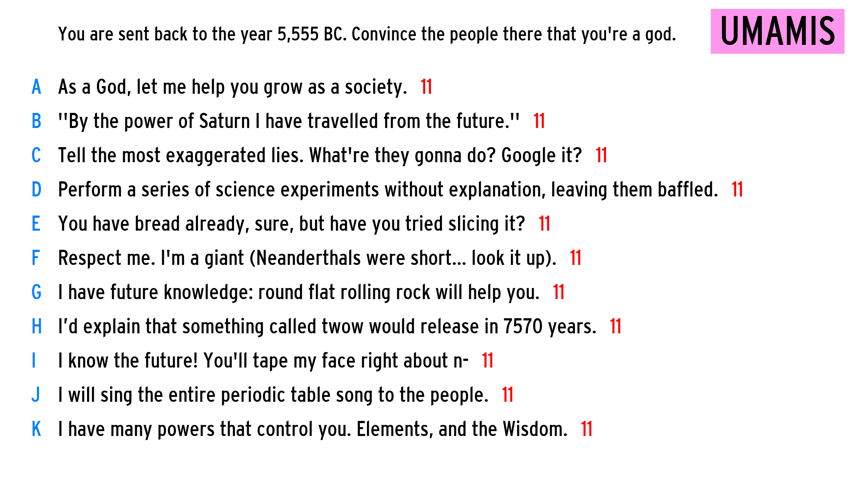 You are sent back to the year 5,555 BC. Convince the people there that you're a god.
UMAMIS
A As a God, let me help you grow as a society. 11
B "By the power of Saturn I have travelled from the future." 11
C Tell the most exaggerated lies. What're they gonna do? Google it? 11
D Perform a series of science experiments without explanation, leaving them baffled. 11
E You have bread already, sure, but have you tried slicing it? 11
F Respect me. I'm a giant (Neanderthals were short... look it up). 11
G I have future knowledge: round flat rolling rock will help you. 11
H I’d explain that something called twow would release in 7570 years. 11
I I know the future! You'll tape my face right about n- 11
J I will sing the entire periodic table song to the people. 11
K I have many powers that control you. Elements, and the Wisdom. 11